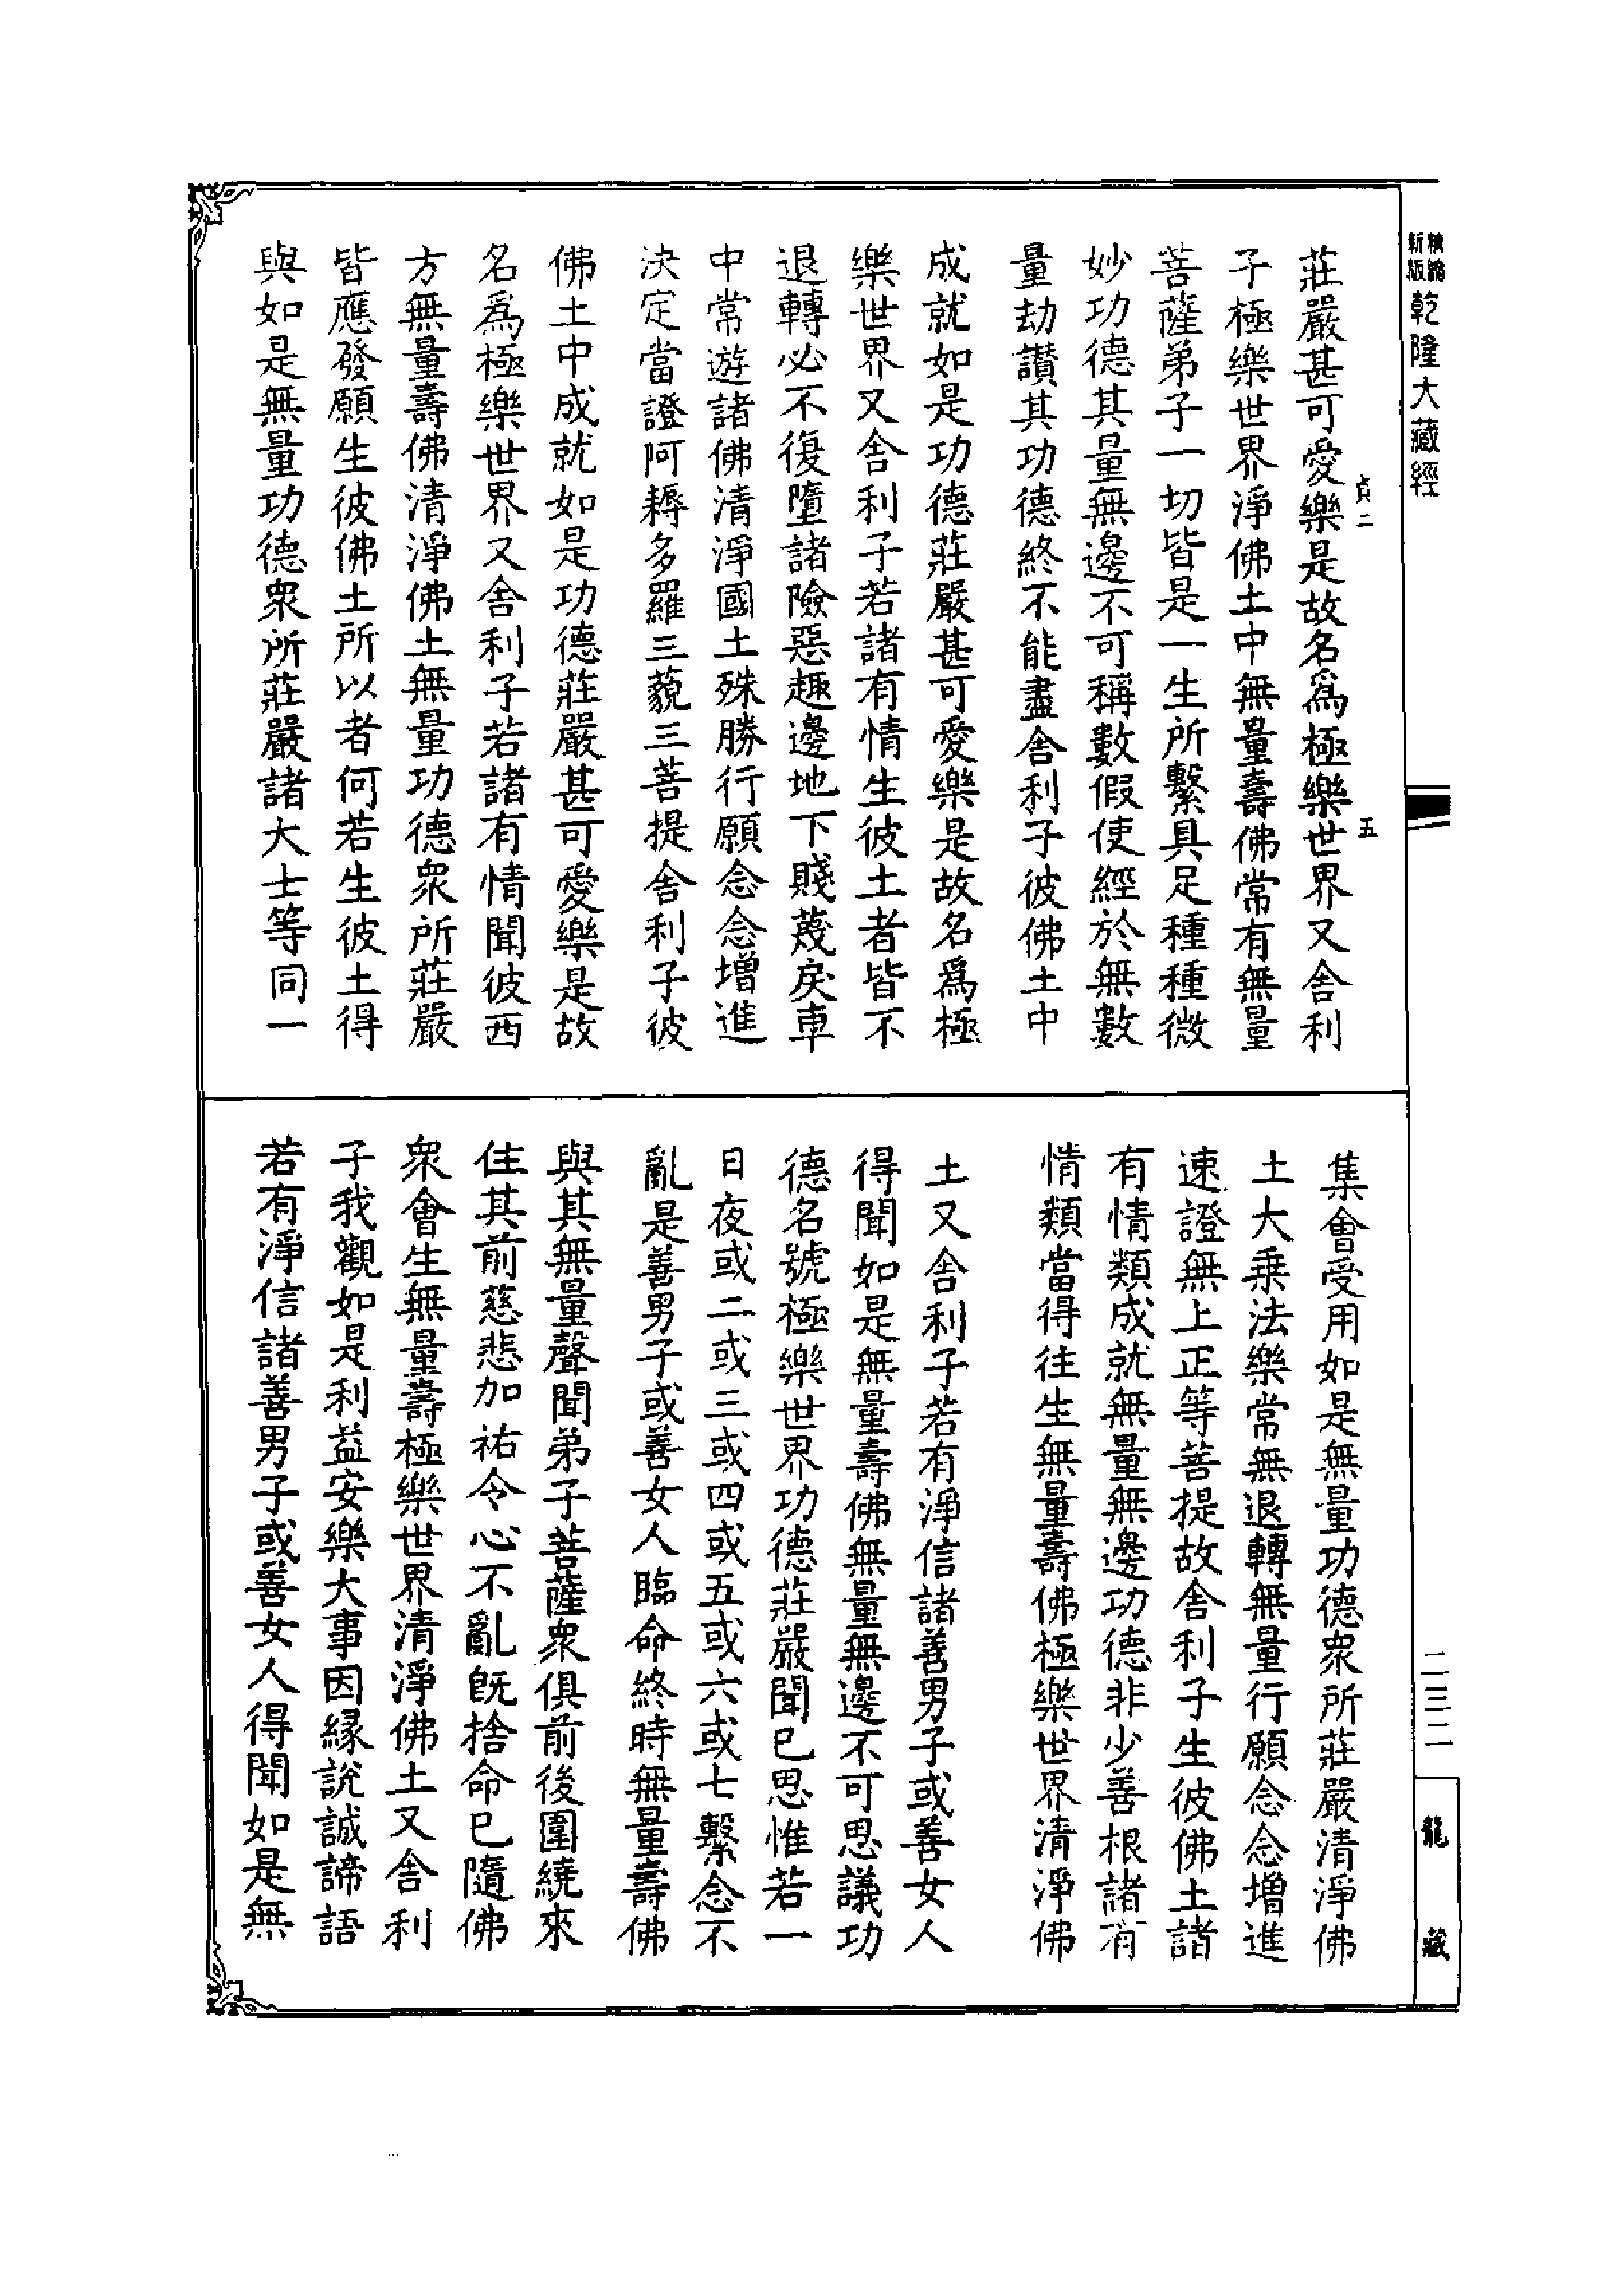 新版精縮乾隆大藏經
貞二
五
莊嚴甚可愛樂是故名爲極樂世界又舍利
子極樂世界淨佛土中無量壽佛常有無量
菩薩弟子一切皆是一生所繫具足種種微
妙功德其量無邊不可稱數假使經於無數
量劫讚其功德終不能盡舍利子彼佛土中
成就如是功德莊嚴甚可愛樂是故名爲極
樂世界又舍利子若諸有情生彼土者皆不
退轉必不復墮諸險惡趣邊地下賤蔑戾車
中常遊諸佛清淨國土殊勝行願念念增進
決定當證阿耨多羅三藐三菩提舍利子彼
佛土中成就如是功德莊嚴甚可愛樂是故
名爲極樂世界又舍利子若諸有情聞彼西
方無量壽佛清淨佛土無量功德衆所莊嚴
皆應發願生彼佛土所以者何若生彼土得
與如是無量功德衆所莊嚴諸大士等同一
集會受用如是無量功德衆所莊嚴清淨佛
土大乘法樂常無退轉無量行願念念增進
速證無上正等菩提故舍利子生彼佛土諸
有情類成就無量無邊功德非少善根諸有
情類當得往生無量壽佛極樂世界清淨佛
土又舍利子若有淨信諸善男子或善女人
得聞如是無量壽佛無量無邊不可思議功
德名號極樂世界功德莊嚴聞已思惟若一
日夜或二或三或四或五或六或七繫念不
亂是善男子或善女人臨命終時無量壽佛
與其無量聲聞弟子菩薩衆俱前後圍繞來
住其前慈悲加祐令心不亂旣捨命已隨佛
衆會生無量壽極樂世界清淨佛土又舍利
子我觀如是利益安樂大事因緣說誠諦語
若有淨信諸善男子或善女人得聞如是無
二三二
龍藏